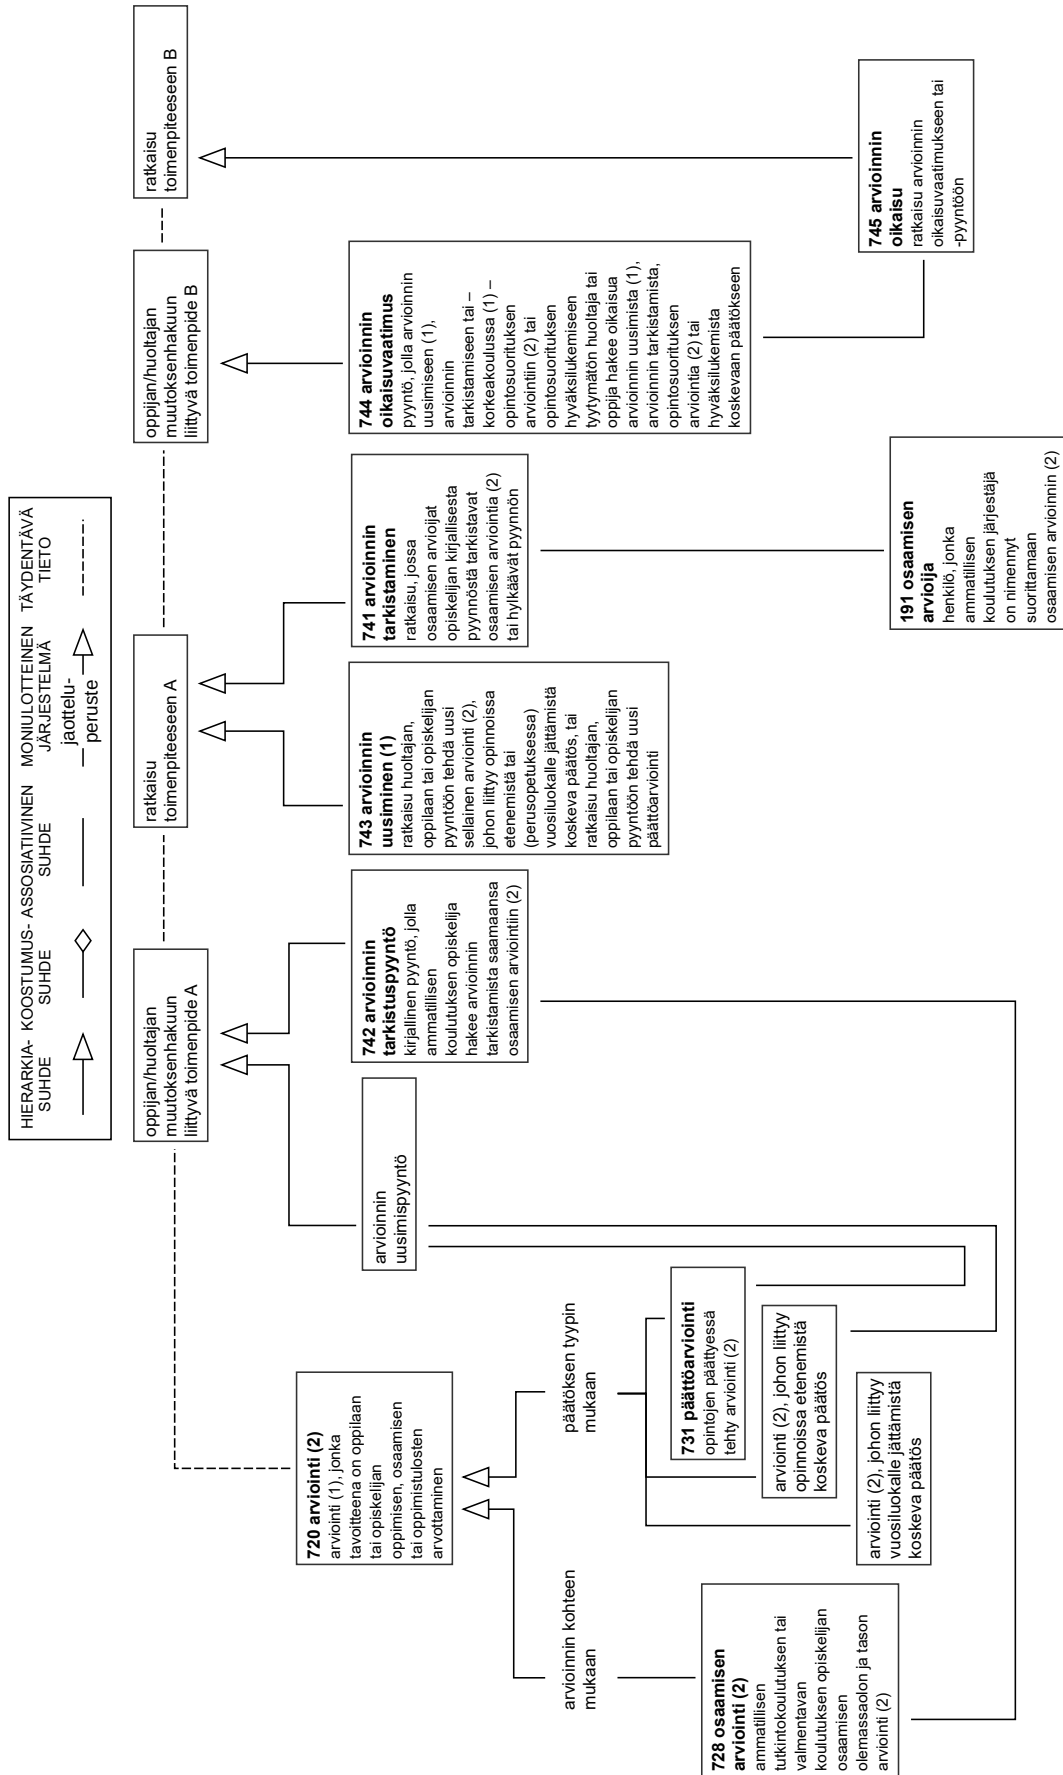 HIERARKIA-
SUHDE
KOOSTUMUS-
SUHDE
ASSOSIATIIVINEN
SUHDE
MONIULOTTEINEN
JÄRJESTELMÄ
jaottelu-
peruste
TÄYDENTÄVÄ
TIETO
oppijan/huoltajan
muutoksenhakuun
liittyvä toimenpide A
ratkaisu
toimenpiteeseen A
oppijan/huoltajan
muutoksenhakuun
liittyvä toimenpide B
ratkaisu
toimenpiteeseen B
720 arviointi (2)
arviointi (1), jonka
tavoitteena on oppilaan
tai opiskelijan
oppimisen, osaamisen
tai oppimistulosten
arvottaminen
arvioinnin
uusimispyyntö
742 arvioinnin
tarkistuspyyntö
kirjallinen pyyntö, jolla
ammatillisen
koulutuksen opiskelija
hakee arvioinnin
tarkistamista saamaansa
osaamisen arviointiin (2)
743 arvioinnin
uusiminen (1)
ratkaisu huoltajan,
oppilaan tai opiskelijan
pyyntöön tehdä uusi
sellainen arviointi (2),
johon liittyy opinnoissa
etenemistä tai
(perusopetuksessa)
vuosiluokalle jättämistä
koskeva päätös, tai
ratkaisu huoltajan,
oppilaan tai opiskelijan
pyyntöön tehdä uusi
päättöarviointi
741 arvioinnin
tarkistaminen
ratkaisu, jossa
osaamisen arvioijat
opiskelijan kirjallisesta
pyynnöstä tarkistavat
osaamisen arviointia (2)
tai hylkäävät pyynnön
744 arvioinnin
oikaisuvaatimus
pyyntö, jolla arvioinnin
uusimiseen (1),
arvioinnin
tarkistamiseen tai –
korkeakoulussa (1) –
opintosuorituksen
arviointiin (2) tai
opintosuorituksen
hyväksilukemiseen
tyytymätön huoltaja tai
oppija hakee oikaisua
arvioinnin uusimista (1),
arvioinnin tarkistamista,
opintosuorituksen
arviointia (2) tai
hyväksilukemista
koskevaan päätökseen
745 arvioinnin
oikaisu
ratkaisu arvioinnin
oikaisuvaatimukseen tai
-pyyntöön
arvioinnin kohteen
mukaan
päätöksen tyypin
mukaan
728 osaamisen
arviointi (2)
ammatillisen
tutkintokoulutuksen tai
valmentavan
koulutuksen opiskelijan
osaamisen
olemassaolon ja tason
arviointi (2)
731 päättöarviointi
opintojen päättyessä
tehty arviointi (2)
arviointi (2), johon liittyy
opinnoissa etenemistä
koskeva päätös
arviointi (2), johon liittyy
vuosiluokalle jättämistä
koskeva päätös
191 osaamisen
arvioija
henkilö, jonka
ammatillisen
koulutuksen järjestäjä
on nimennyt
suorittamaan
osaamisen arvioinnin (2)